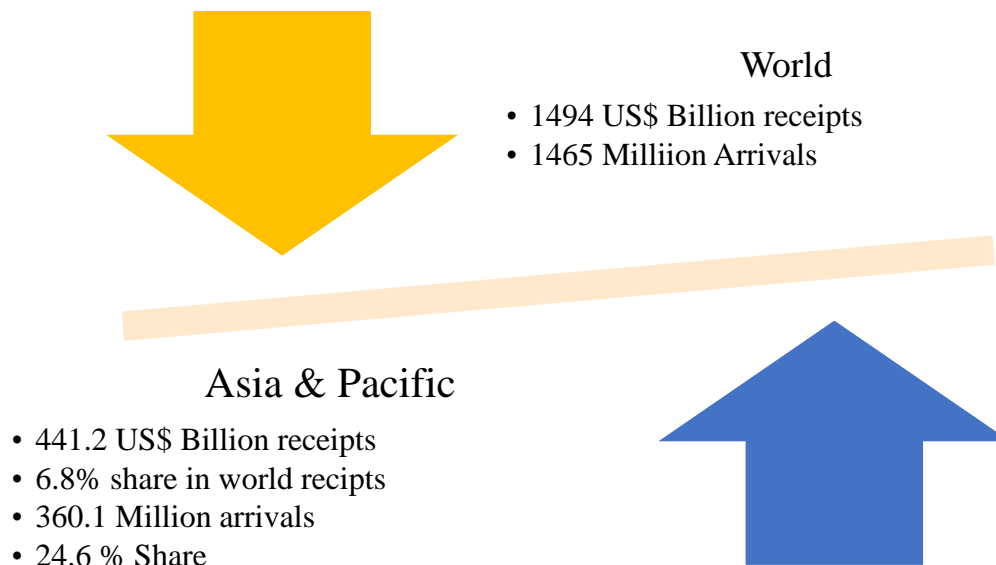 World
• 1494 US$ Billion receipts
• 1465 Milliion Arrivals
Asia & Pacific
• 441.2 US$ Billion receipts
• 6.8% share in world recipts
• 360.1 Million arrivals
• 24.6 % Share